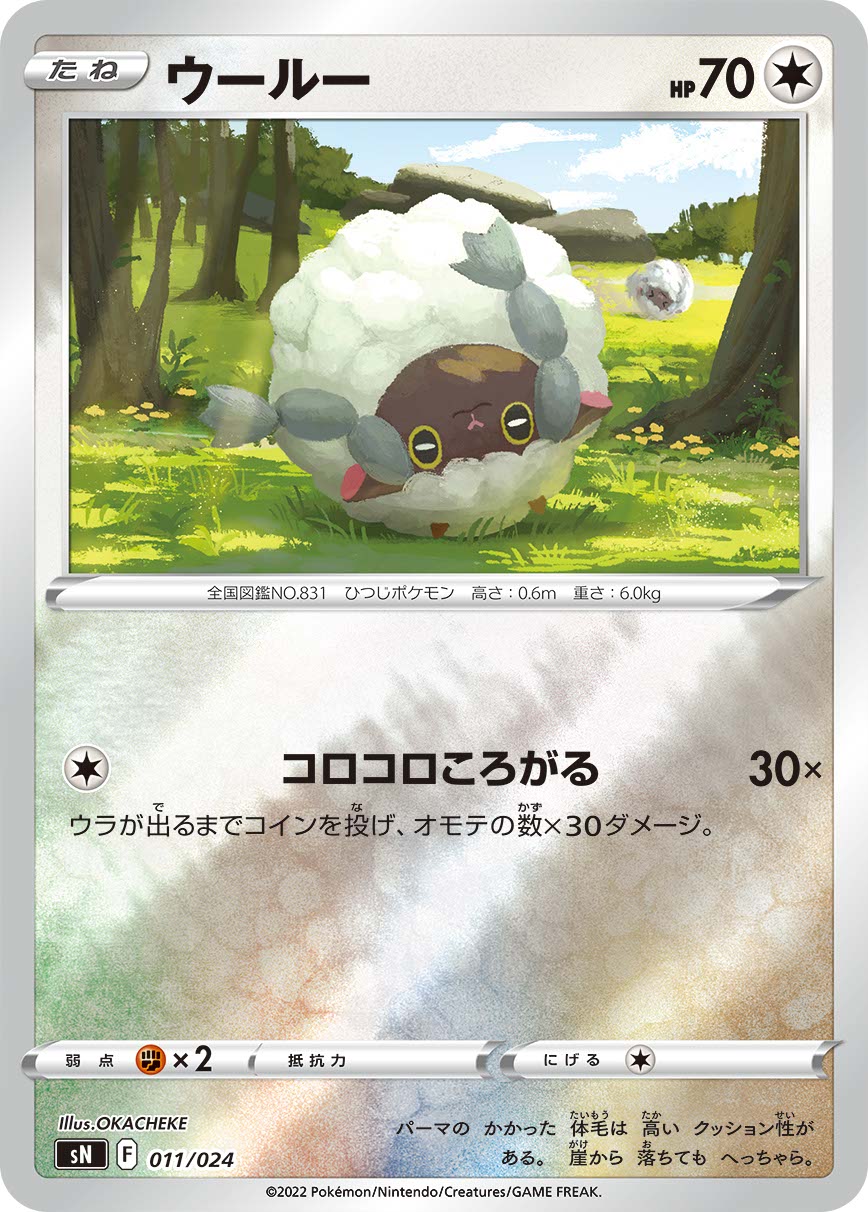 たね ウールー HP70
全国図鑑NO.831 ひつじポケモン 高さ:0.6m 重さ:6.0kg
コロコロころがる 30×
ウラが出るまでコインを投げ、オモテの数×30ダメージ。
弱点 ×2 抵抗力 にげる
Illus.OKACHEKE
sN F 011/024
パーマの かかった 体毛は 高い クッション性が
ある。 崖から 落ちても へっちゃら。
©2022 Pokémon/Nintendo/Creatures/GAME FREAK.